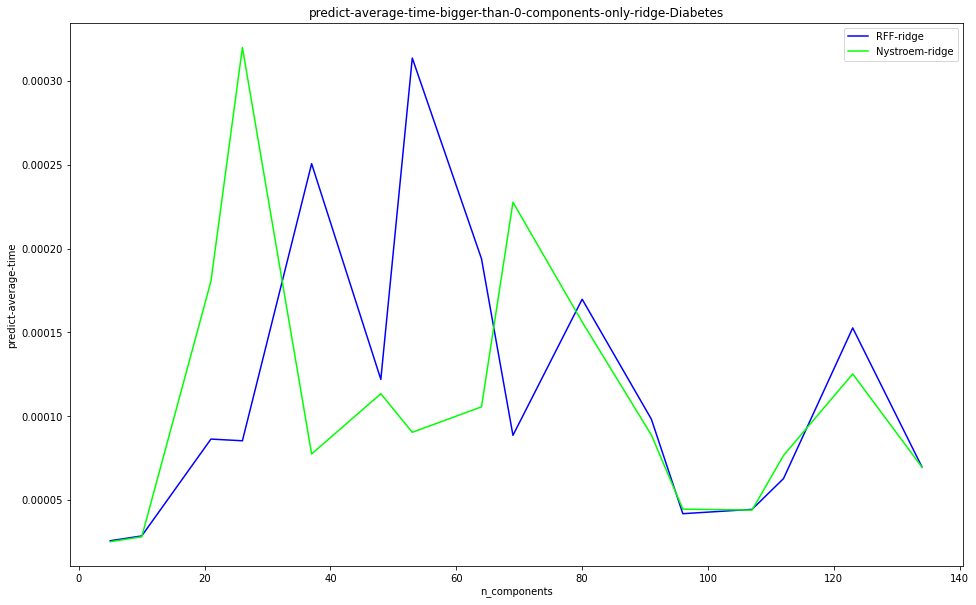 predict-average-time-bigger-than-0-components-only-ridge-Diabetes
RFF-ridge
Nystroem-ridge
predict-average-time
0.00030
0.00025
0.00020
0.00015
0.00010
0.00005
0 20 40 60 80 100 120 140
n_components